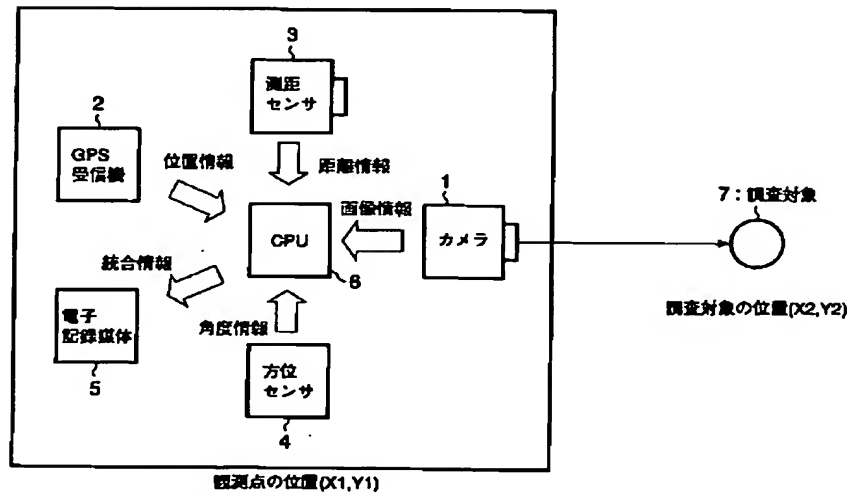 3
測距
センサ
2
GPS
受信機
位置情報
距離情報
1
画像情報
カメラ
7：調査対象
CPU
6
統合情報
調査対象の位置(X2,Y2)
電子
記録媒体
5
角度情報
方位
センサ
4
観測点の位置(X1,Y1)